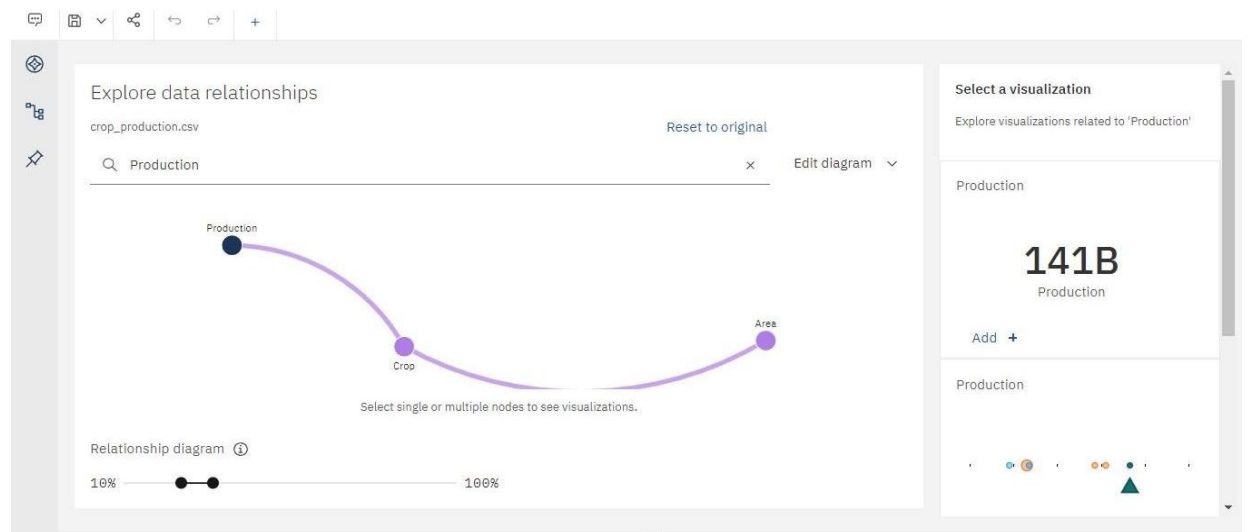 Explore data relationships
crop_production.csv
Reset to original
Production
Edit diagram
Production
Crop
Area
Select single or multiple nodes to see visualizations.
Relationship diagram
10%
100%
Select a visualization
Explore visualizations related to 'Production'
Production
141B
Production
Add +
Production